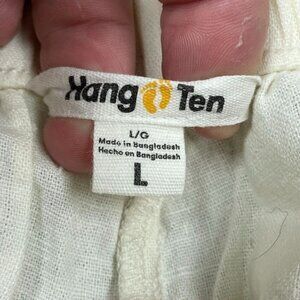 Hang Ten
L/G
Made in Bangladesh
Hecho en Bangladesh
L